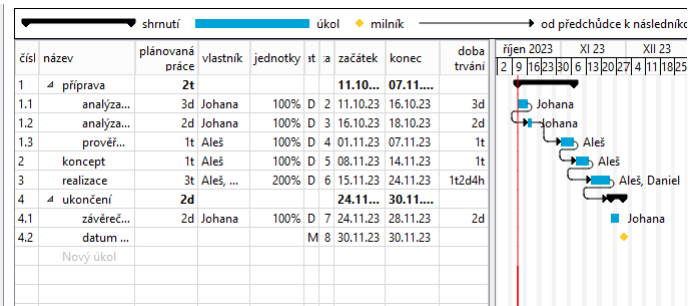 shrnutí úkol milník od předchůdce k následníko
čísl název plánovaná práce vlastník jednotky začátek konec doba trvání
říjen 2023 XI 23 XII 23
2 9 16 23 30 6 13 20 27 4 11 18 25
1 příprava 2t 11.10... 07.11....
1.1 analýza... 3d Johana 100% D 2 11.10.23 16.10.23 3d Johana
1.2 analýza... 2d Johana 100% D 3 16.10.23 18.10.23 2d Johana
1.3 prověř... 1t Aleš 100% D 4 01.11.23 07.11.23 1t Aleš
2 koncept 1t Aleš 100% D 5 08.11.23 14.11.23 1t Aleš
3 realizace 3t Aleš, ... 200% D 6 15.11.23 24.11.23 1t2d4h Aleš, Daniel
4 ukončení 2d 24.11... 30.11....
4.1 závěreč... 2d Johana 100% D 7 24.11.23 28.11.23 2d Johana
4.2 datum ... M 8 30.11.23 30.11.23
Nový úkol